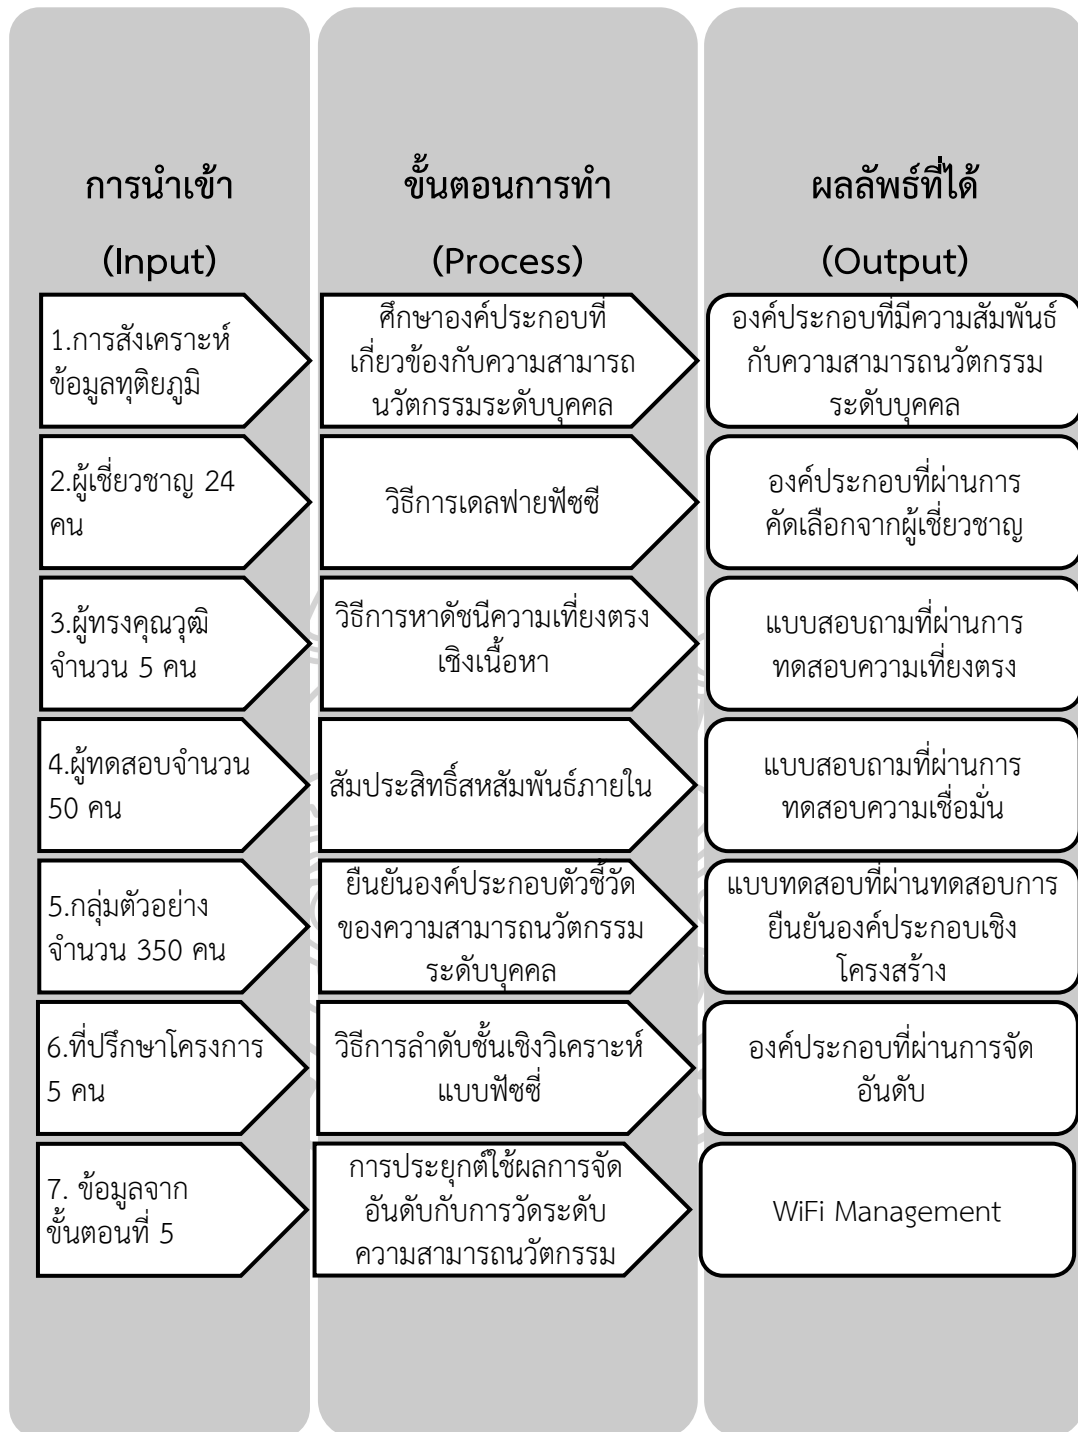 การนำเข้า
(Input)
ขั้นตอนการทำ
(Process)
ผลลัพธ์ที่ได้
(Output)
1.การสังเคราะห์
ข้อมูลทุติยภูมิ
ศึกษาองค์ประกอบที่
เกี่ยวข้องกับความสามารถ
นวัตกรรมระดับบุคคล
องค์ประกอบที่มีความสัมพันธ์
กับความสามารถนวัตกรรม
ระดับบุคคล
2.ผู้เชี่ยวชาญ 24
คน
วิธีการเดลฟายฟัซซี
องค์ประกอบที่ผ่านการ
คัดเลือกจากผู้เชี่ยวชาญ
3.ผู้ทรงคุณวุฒิ
จำนวน 5 คน
วิธีการหาดัชนีความเที่ยงตรง
เชิงเนื้อหา
แบบสอบถามที่ผ่านการ
ทดสอบความเที่ยงตรง
4.ผู้ทดสอบจำนวน
50 คน
สัมประสิทธิ์สหสัมพันธ์ภายใน
แบบสอบถามที่ผ่านการ
ทดสอบความเชื่อมั่น
5.กลุ่มตัวอย่าง
จำนวน 350 คน
ยืนยันองค์ประกอบตัวชี้วัด
ของความสามารถนวัตกรรม
ระดับบุคคล
แบบทดสอบที่ผ่านทดสอบการ
ยืนยันองค์ประกอบเชิง
โครงสร้าง
6.ที่ปรึกษาโครงการ
5 คน
วิธีการลำดับชั้นเชิงวิเคราะห์
แบบฟัซซี่
องค์ประกอบที่ผ่านการจัด
อันดับ
7. ข้อมูลจาก
ขั้นตอนที่ 5
การประยุกต์ใช้ผลการจัด
อันดับกับการวัดระดับ
ความสามารถนวัตกรรม
WiFi Management